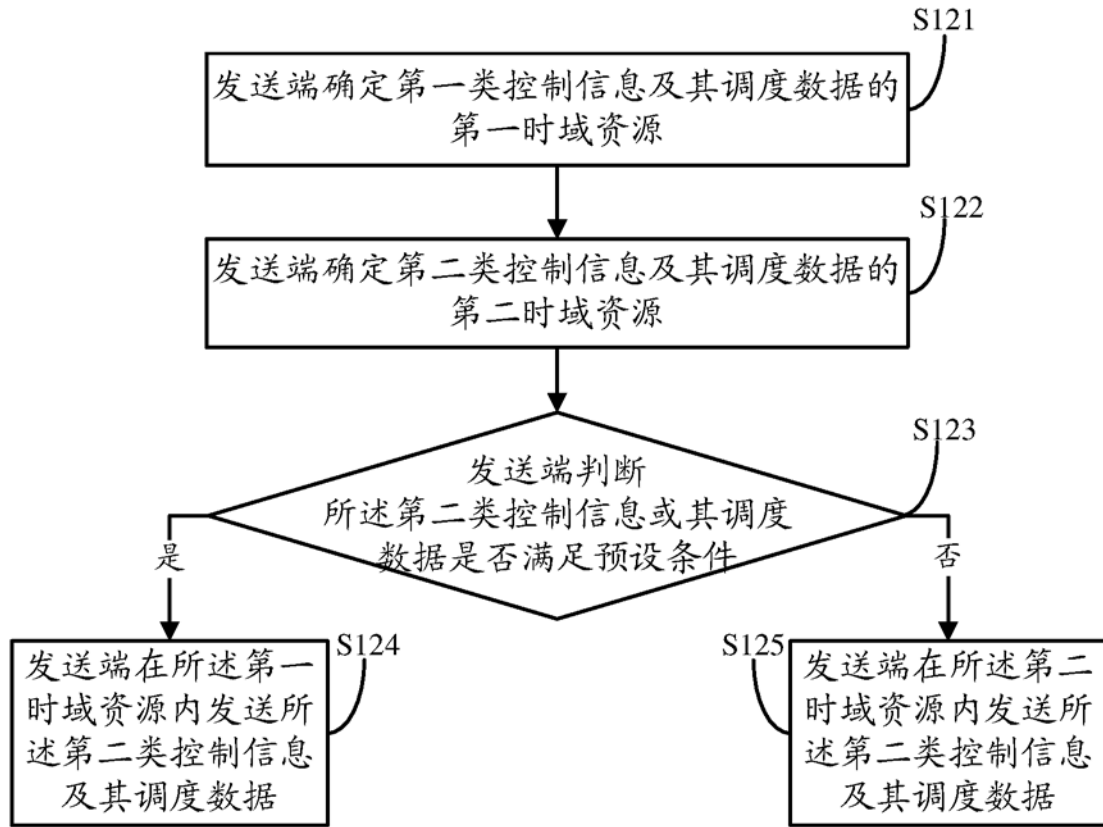 S121
发送端确定第一类控制信息及其调度数据的
第一时域资源
S122
发送端确定第二类控制信息及其调度数据的
第二时域资源
S123
发送端判断
所述第二类控制信息或其调度
数据是否满足预设条件
是
否
S124
发送端在所述第一
时域资源内发送所
述第二类控制信息
及其调度数据
S125
发送端在所述第二
时域资源内发送所
述第二类控制信息
及其调度数据